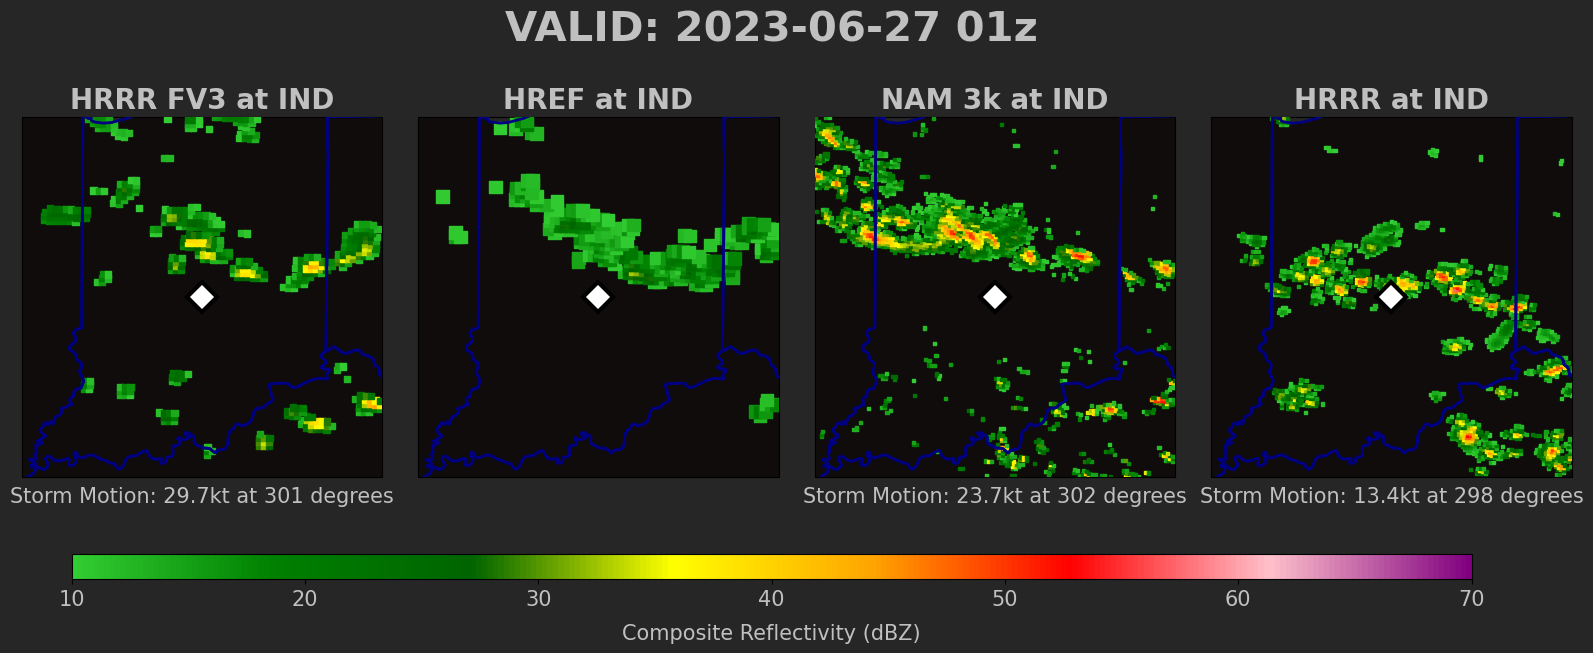 VALID: 2023-06-27 01z
HRRR FV3 at IND
HREF at IND
NAM 3k at IND
HRRR at IND
Storm Motion: 29.7kt at 301 degrees
Storm Motion: 23.7kt at 302 degrees
Storm Motion: 13.4kt at 298 degrees
10 20 30 40 50 60 70
Composite Reflectivity (dBZ)